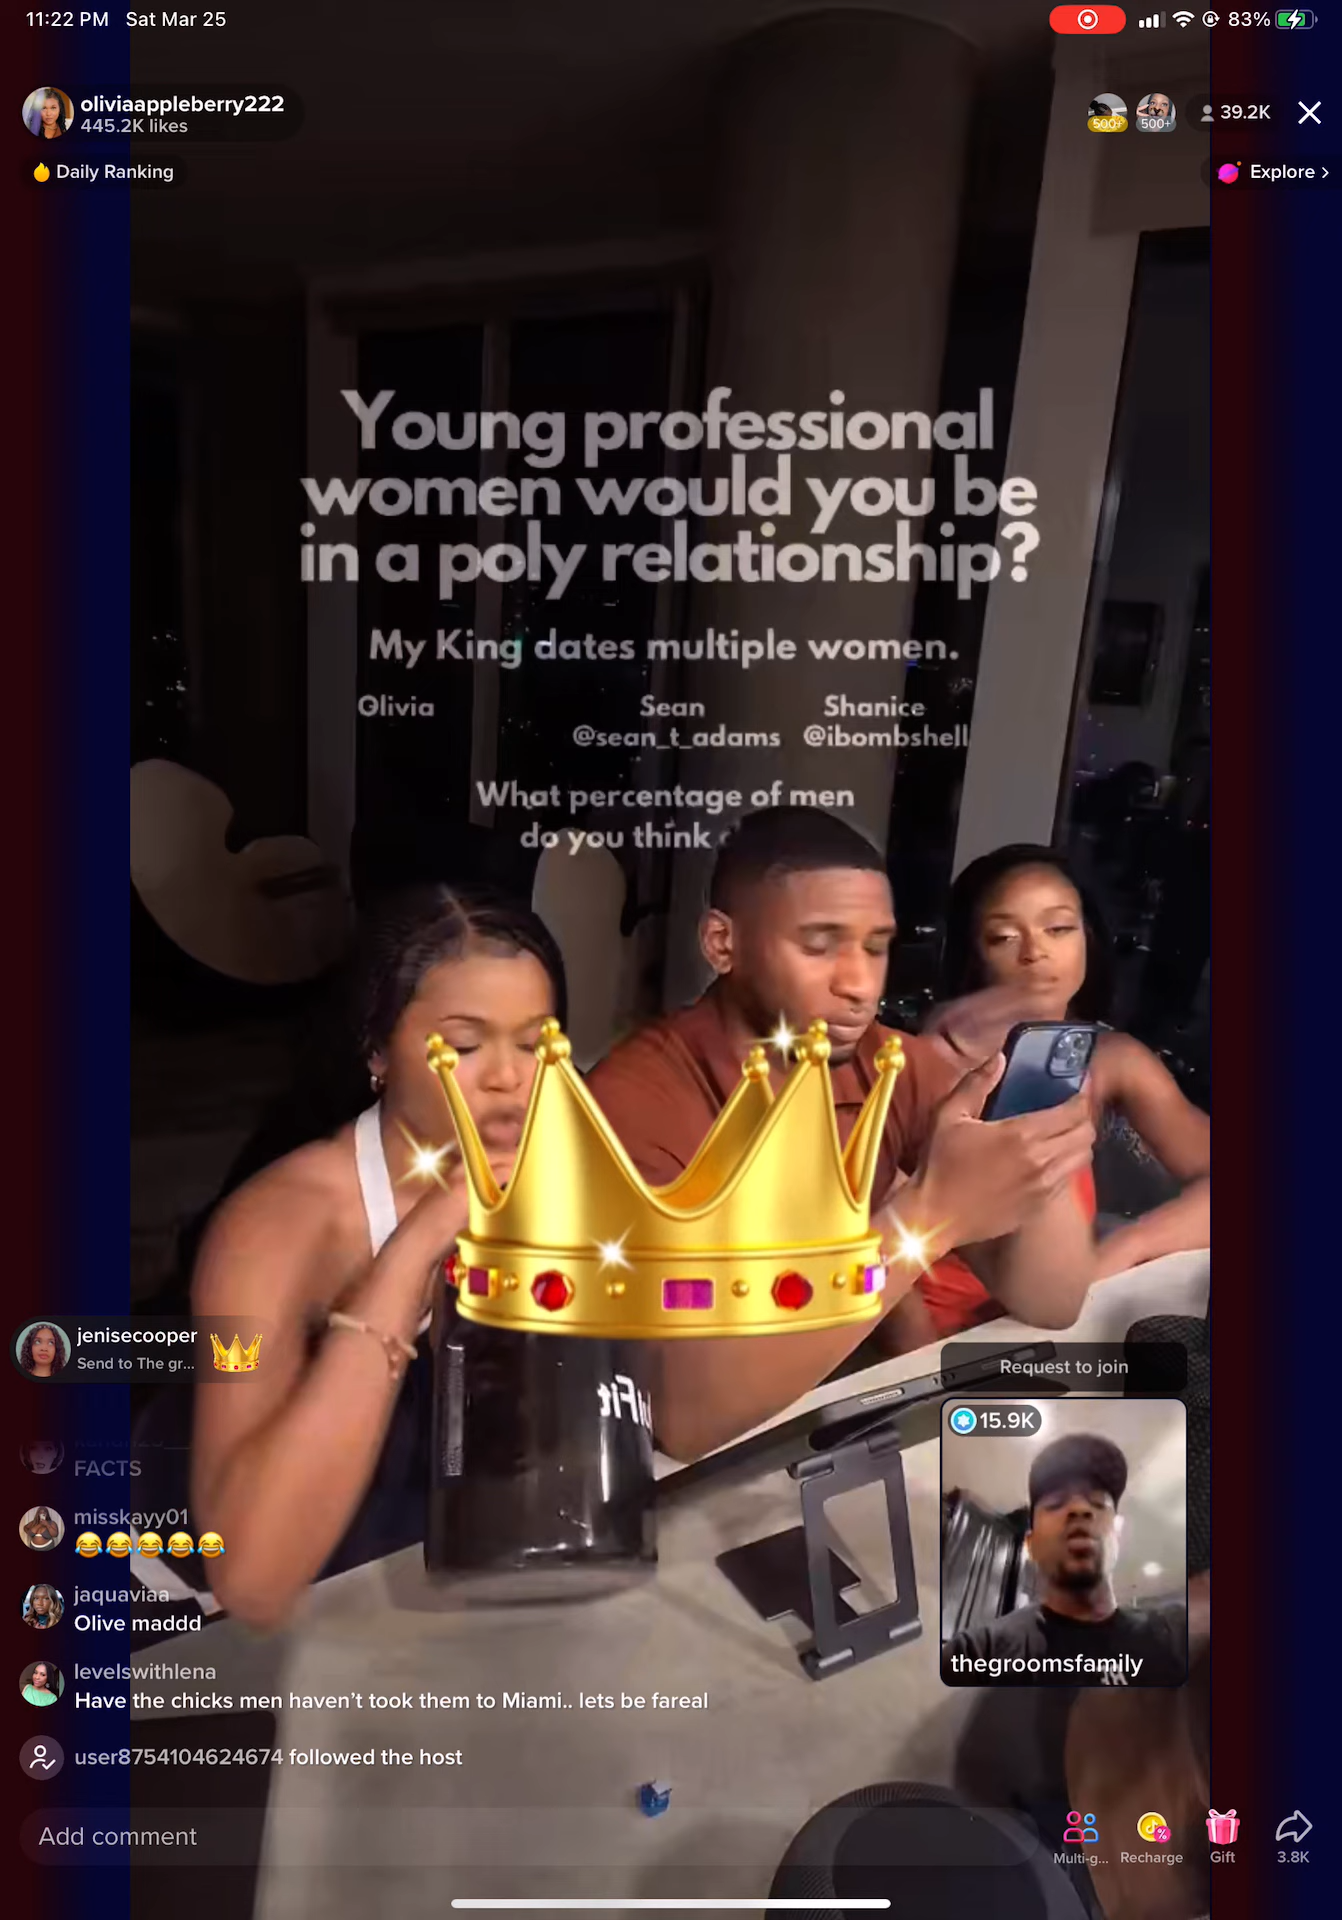 11:22 PM Sat Mar 25
83%
oliviaappleberry222
445.2K likes
500+
500+
39.2K
Daily Ranking
Explore >
Young professional
women would you be
in a poly relationship?
My King dates multiple women.
Olivia Sean Shanice
@sean_t_adams @ibombshell
What percentage of men
do you think
jenisecooper
Send to The gr...
Fit
Request to join
15.9K
thegroomsfamily
FACTS
misskayy01
😂😂😂😂😂
jaquaviaa
Olive maddd
levelswithlena
Have the chicks men haven’t took them to Miami.. lets be fareal
user8754104624674 followed the host
Add comment
Multi-g...
Recharge
Gift
3.8K